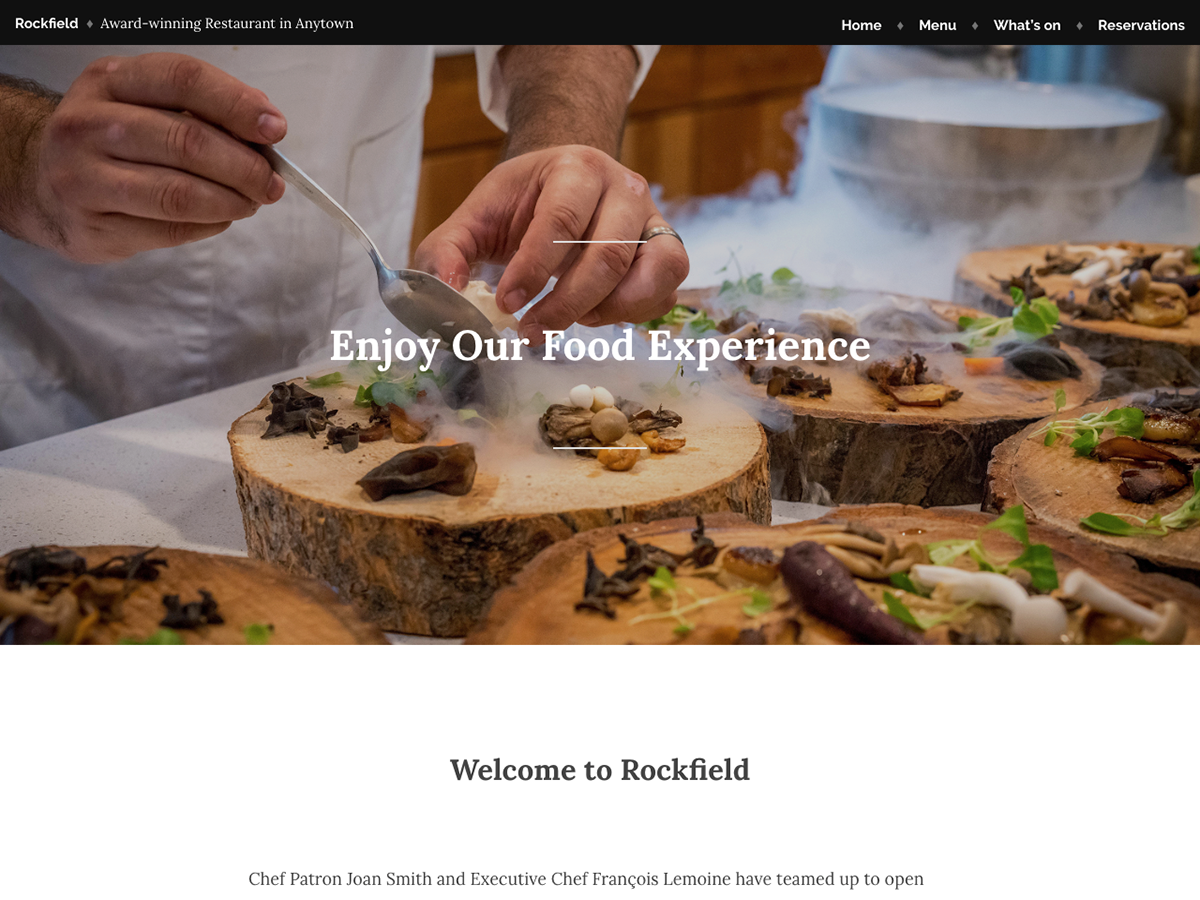 Rockfield ♦ Award-winning Restaurant in Anytown
Home ♦ Menu ♦ What's on ♦ Reservations
Enjoy Our Food Experience
Welcome to Rockfield
Chef Patron Joan Smith and Executive Chef François Lemoine have teamed up to open